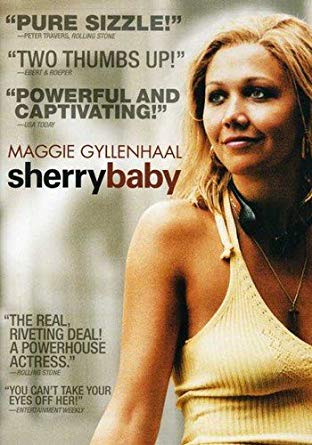 "PURE SIZZLE!"
—PETER TRAVERS, ROLLING STONE
"TWO THUMBS UP!"
—EBERT & ROEPER
"POWERFUL AND
CAPTIVATING!"
—USA TODAY
MAGGIE GYLLENHAAL
sherrybaby
"THE REAL,
RIVETING DEAL!
A POWERHOUSE
ACTRESS."
—ROLLING STONE
"YOU CAN'T TAKE YOUR
EYES OFF HER!"
—ENTERTAINMENT WEEKLY